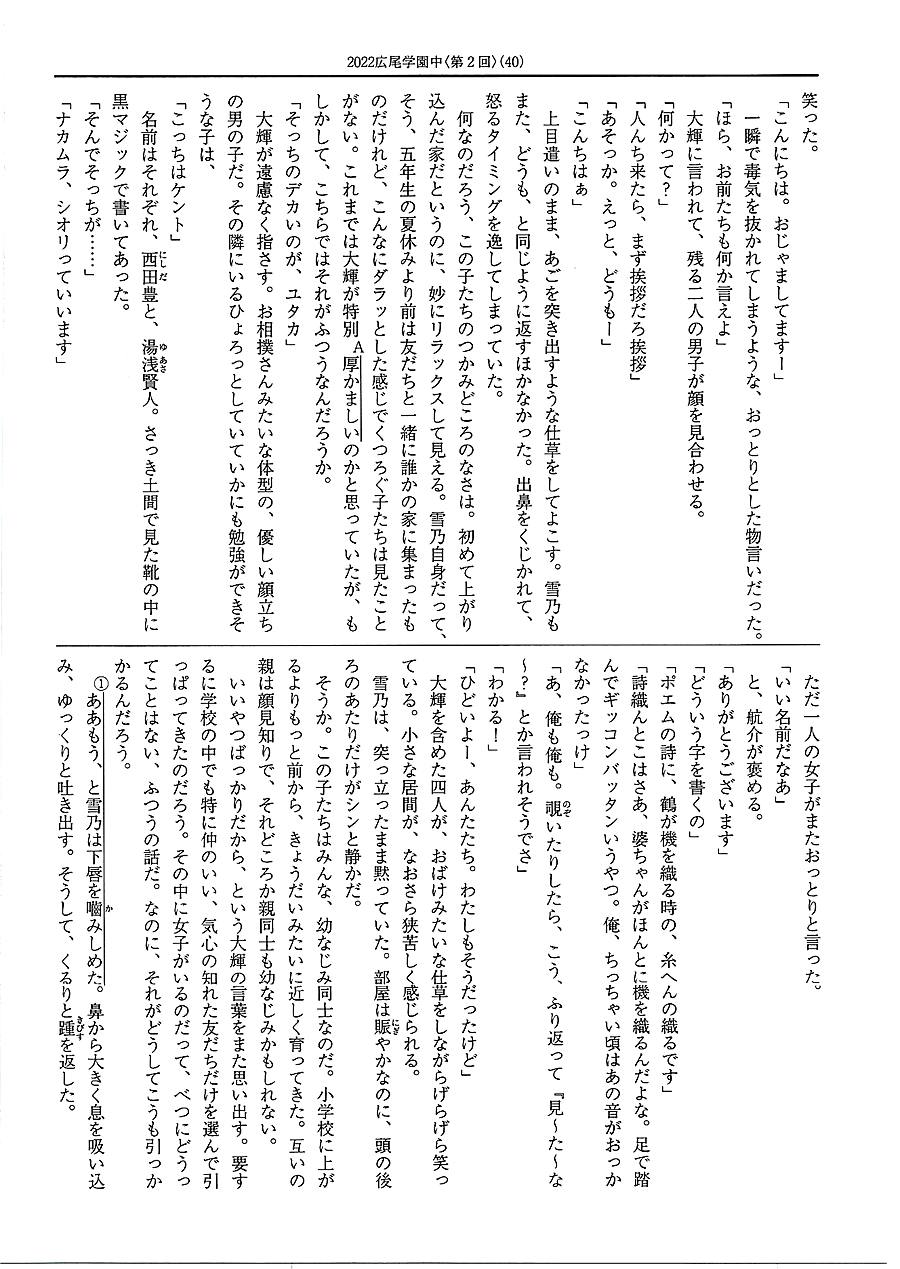 2022広尾学園中〈第2回〉(40)
笑った。
「こんにちは。おじゃましてますー」
一瞬で毒気を抜かれてしまうような、おっとりとした物言いだった。
「ほら、お前たちも何か言えよ」
大輝に言われて、残る二人の男子が顔を見合わせる。
「何かって?」
「人んち来たら、まず挨拶だろ挨拶」
「あそっか。えっと、どうもー」
「こんちはぁ」
上目遣いのまま、あごを突き出すような仕草をしてよこす。雪乃も
また、どうも、と同じように返すほかなかった。出鼻をくじかれて、
怒るタイミングを逸してしまっていた。
何なのだろう、この子たちのつかみどころのなさは。初めて上がり
込んだ家だというのに、妙にリラックスして見える。雪乃自身だって、
そう、五年生の夏休みより前は友だちと一緒に誰かの家に集まったも
のだけれど、こんなにダラッとした感じでくつろぐ子たちは見たこと
がない。これまでは大輝が特別A厚かましいのかと思っていたが、も
しかして、こちらではそれがふつうなんだろうか。
「そっちのデカいのが、ユタカ」
大輝が遠慮なく指さす。お相撲さんみたいな体型の、優しい顔立ち
の男の子だ。その隣にいるひょろっとしていていかにも勉強ができそ
うな子は、
「こっちはケント」
名前はそれぞれ、西田豊と、湯浅賢人。さっき土間で見た靴の中に
にしだ
ゆあさ
黒マジックで書いてあった。
「そんでそっちが……」
「ナカムラ、シオリっていいます」
ただ一人の女子がまたおっとりと言った。
「いい名前だなあ」
と、航介が褒める。
「ありがとうございます」
「どういう字を書くの」
「ポエムの詩に、鶴が機を織る時の、糸へんの織るです」
「詩織んとこはさあ、婆ちゃんがほんとに機を織るんだよな。足で踏
んでギッコンバッタンいうやつ。俺、ちっちゃい頃はあの音がおっか
なかったっけ」
「あ、俺も俺も。覗いたりしたら、こう、ふり返って『見〜た〜な
のぞ
〜?』とか言われそうでさ」
「わかる!」
「ひどいよー、あんたたち。わたしもそうだったけど」
大輝を含めた四人が、おばけみたいな仕草をしながらげらげら笑っ
ている。小さな居間が、なおさら狭苦しく感じられる。
雪乃は、突っ立ったまま黙っていた。部屋は賑やかなのに、頭の後
にぎ
ろのあたりだけがシンと静かだ。
そうか。この子たちはみんな、幼なじみ同士なのだ。小学校に上が
るよりもっと前から、きょうだいみたいに近しく育ってきた。互いの
親は顔見知りで、それどころか親同士も幼なじみかもしれない。
いいやつばっかりだから、という大輝の言葉をまた思い出す。要す
るに学校の中でも特に仲のいい、気心の知れた友だちだけを選んで引
っぱってきたのだろう。その中に女子がいるのだって、べつにどうっ
てことはない、ふつうの話だ。なのに、それがどうしてこうも引っか
かるんだろう。
①ああもう、と雪乃は下唇を嚙みしめた。鼻から大きく息を吸い込
か
み、ゆっくりと吐き出す。そうして、くるりと踵を返した。
きびす